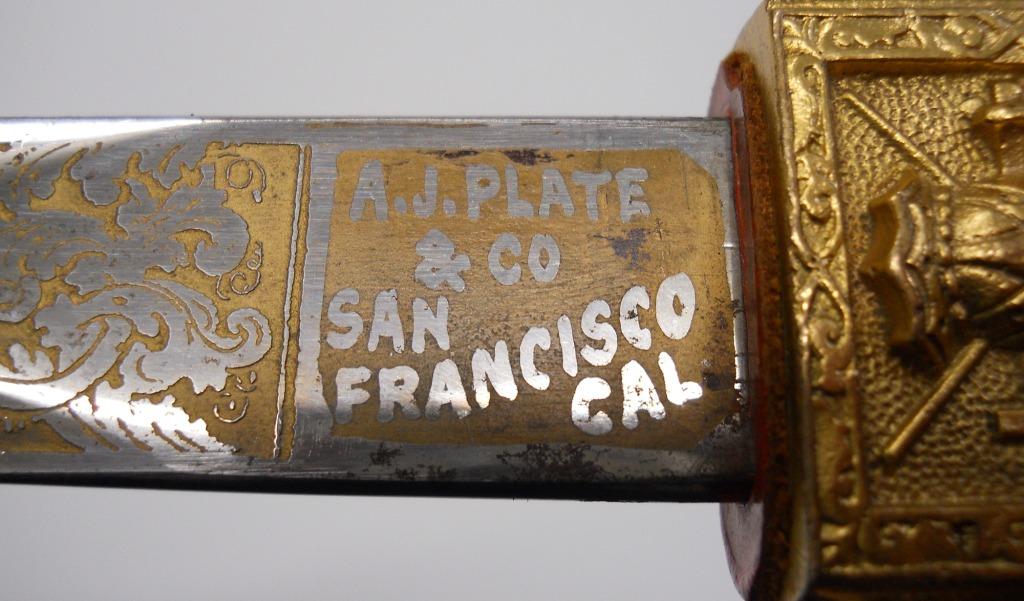 A.J.PLATE
& CO
SAN
FRANCISCO
CAL